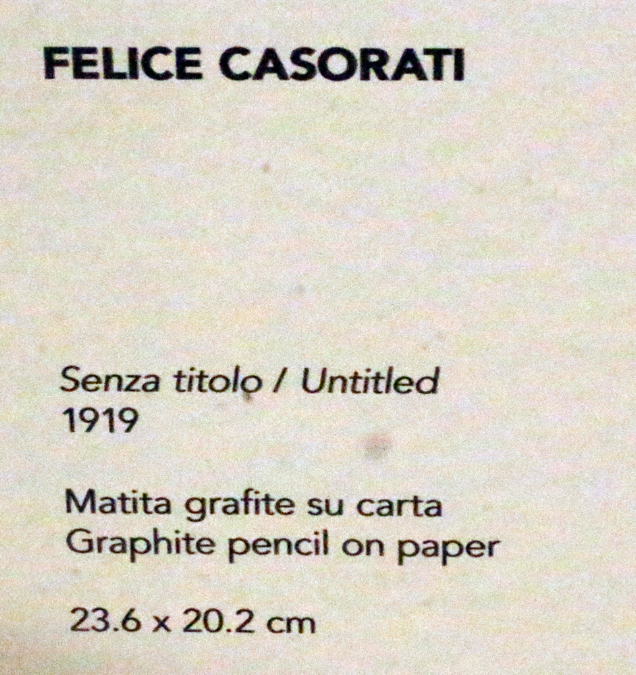 FELICE CASORATI
Senza titolo / Untitled
1919
Matita grafite su carta
Graphite pencil on paper
23.6 x 20.2 cm